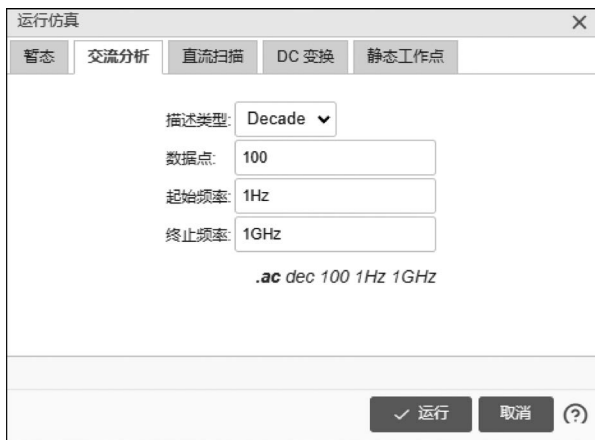 运行仿真
暂态 交流分析 直流扫描 DC 变换 静态工作点
描述类型: Decade
数据点: 100
起始频率: 1Hz
终止频率: 1GHz
.ac dec 100 1Hz 1GHz
运行 取消